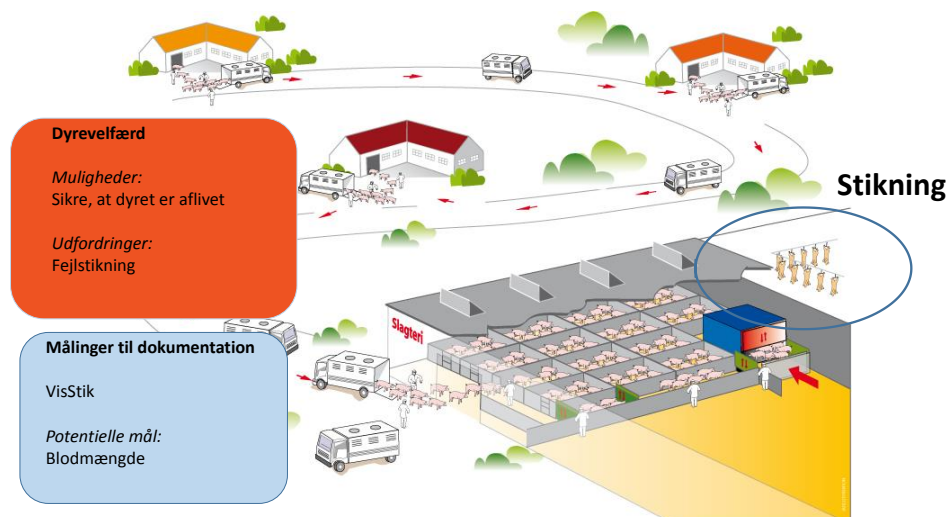 Dyrevelfærd
Muligheder:
Sikre, at dyret er aflivet
Udfordringer:
Fejlstikning
Stikning
Slagteri
Målinger til dokumentation
VisStik
Potentielle mål:
Blodmængde